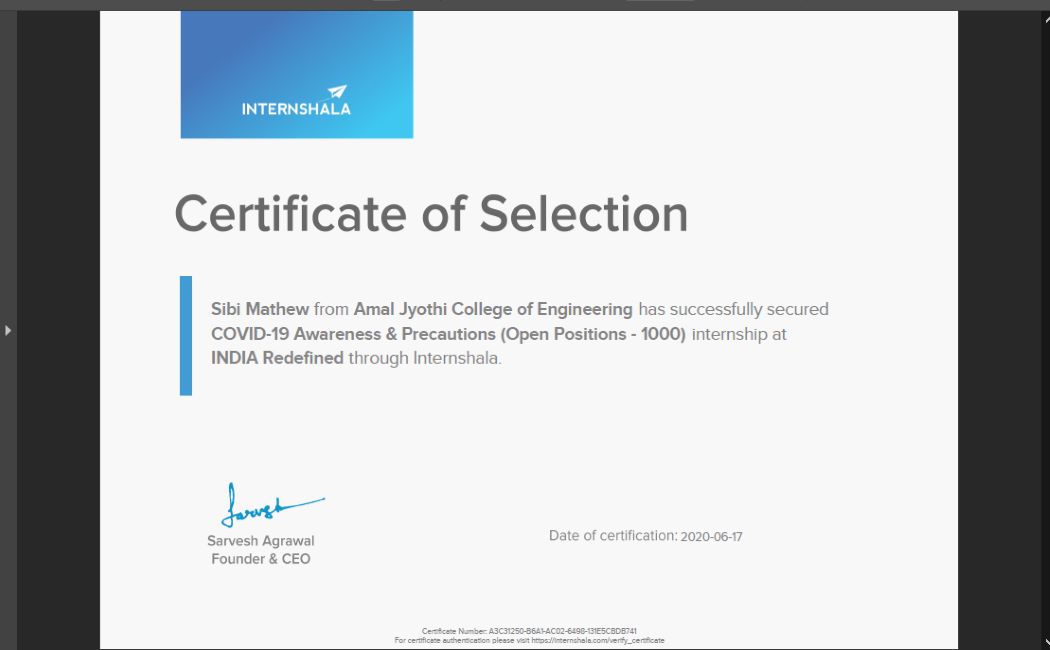 INTERNSHALA
Certificate of Selection
Sibi Mathew from Amal Jyothi College of Engineering has successfully secured
COVID-19 Awareness & Precautions (Open Positions - 1000) internship at
INDIA Redefined through Internshala.
Sarvesh Agrawal
Founder & CEO
Date of certification: 2020-06-17
Certificate Number: A3C31250-B6A1-AC02-6498-131E5CBDB741
For certificate authentication please visit https://internshala.com/verify_certificate